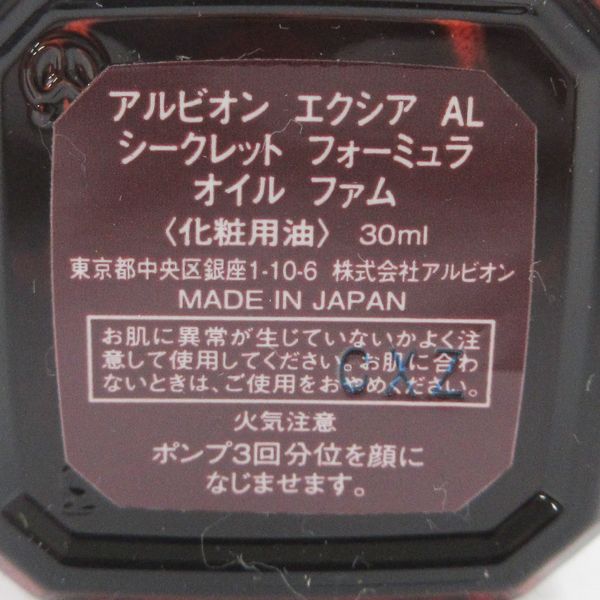 アルビオン エクシア AL
シークレット フォーミュラ
オイル ファム
〈化粧用油〉 30ml
東京都中央区銀座1-10-6 株式会社アルビオン
MADE IN JAPAN
お肌に異常が生じていないかよく注
意して使用してください。お肌に合わ
ないときは、ご使用をおやめください。
CXZ
火気注意
ポンプ3回分位を顔に
なじませます。